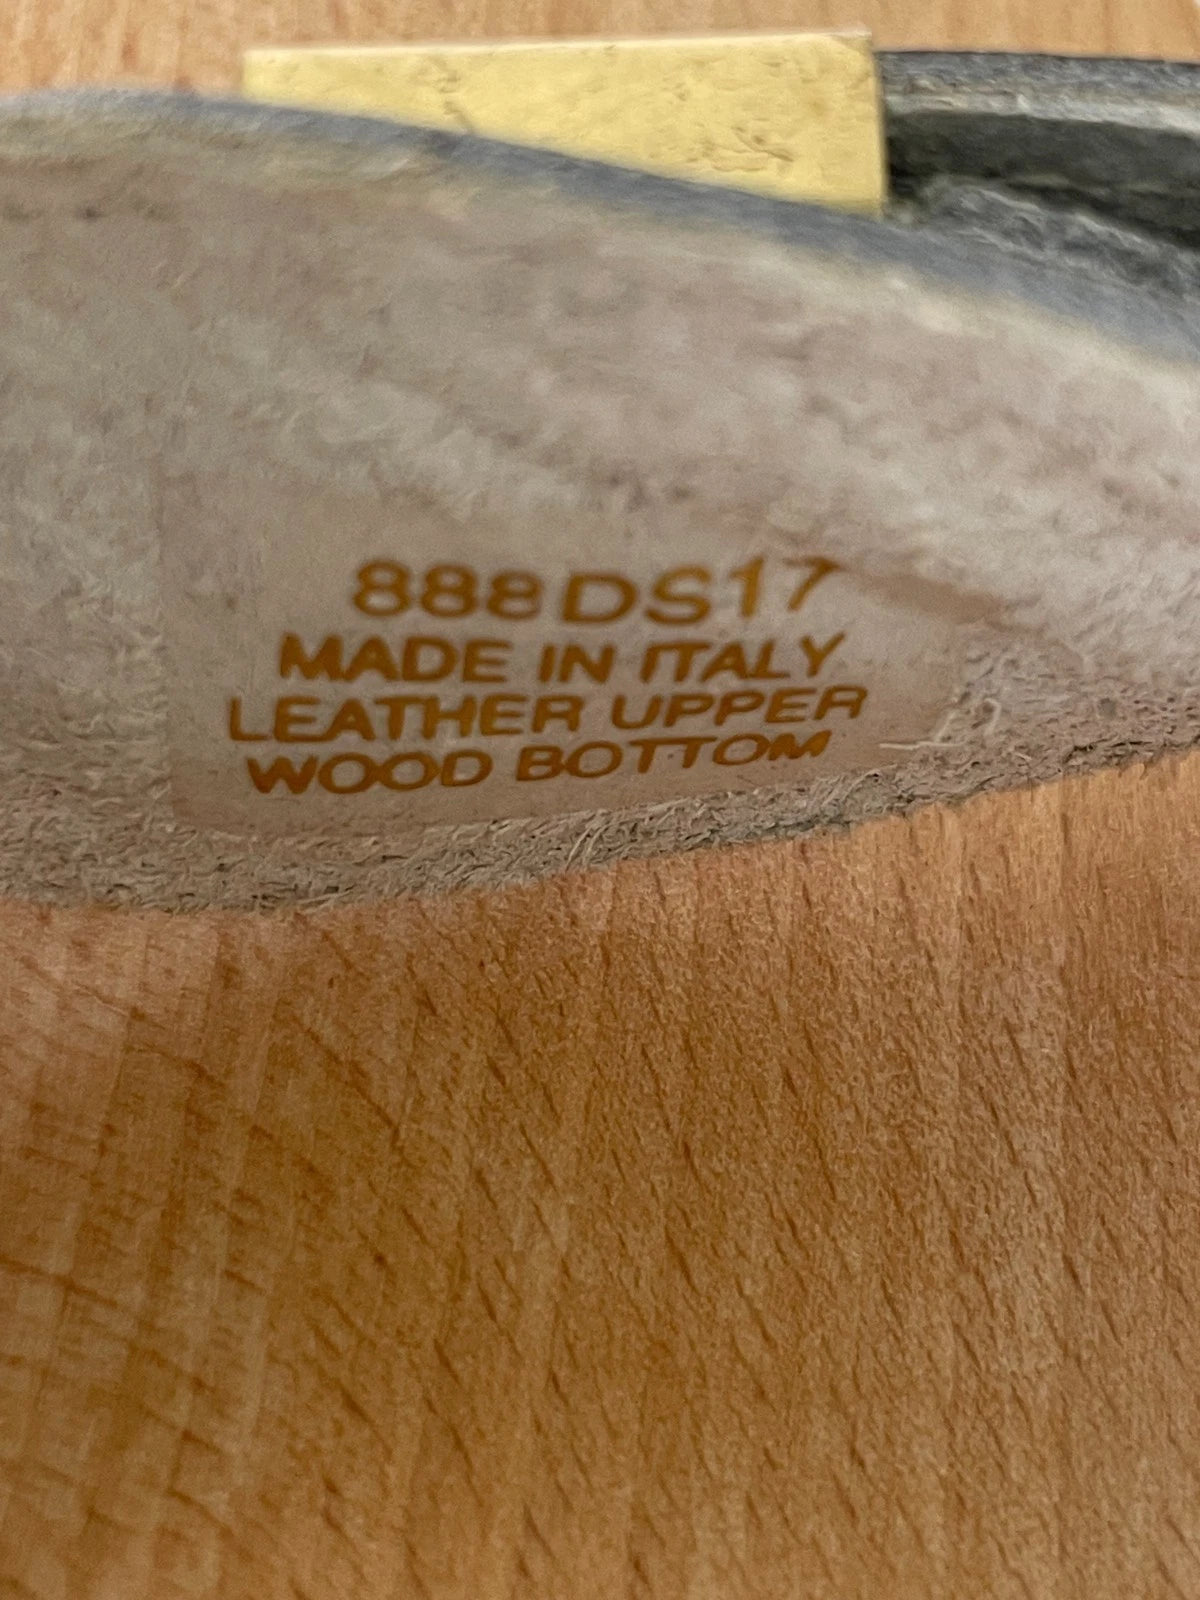 888DS17
MADE IN ITALY
LEATHER UPPER
WOOD BOTTOM